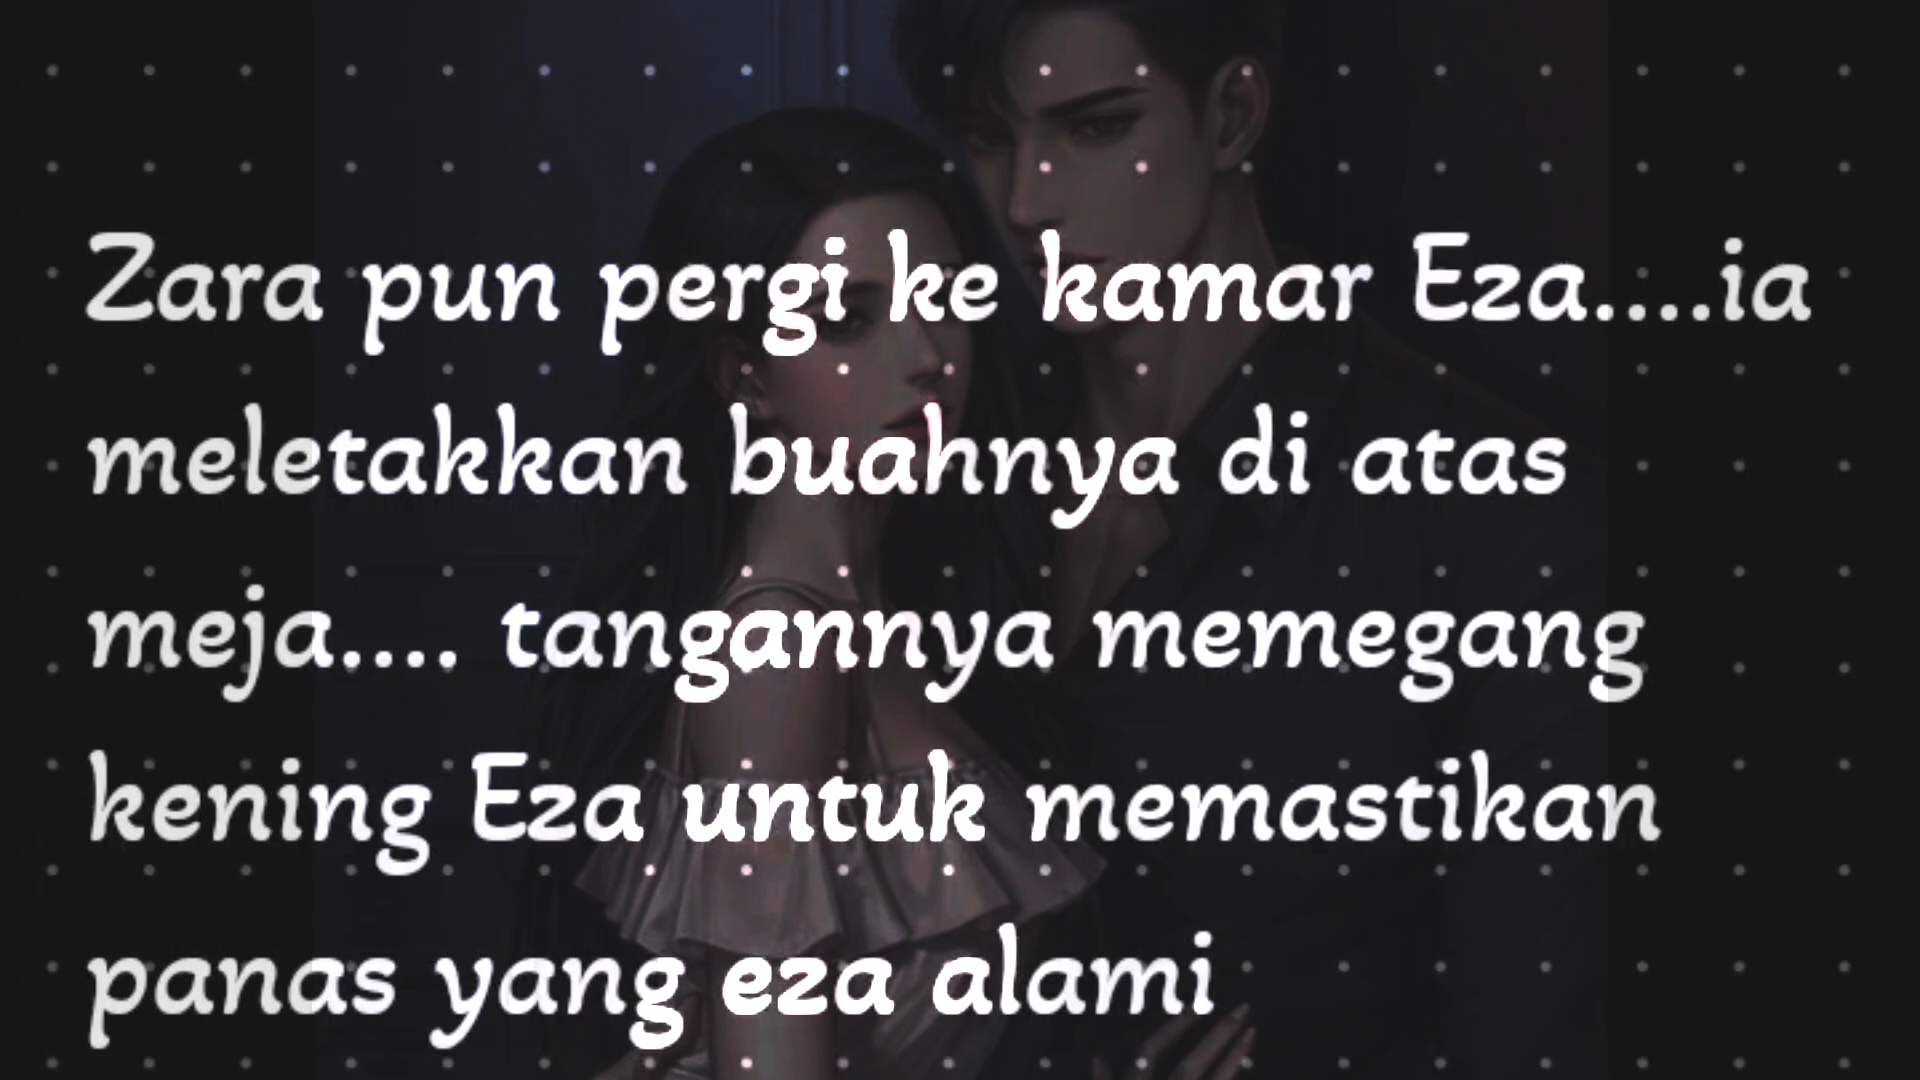 Zara pun pergi ke kamar Eza....ia
meletakkan buahnya di atas
meja.... tangannya memegang
kening Eza untuk memastikan
panas yang eza alami